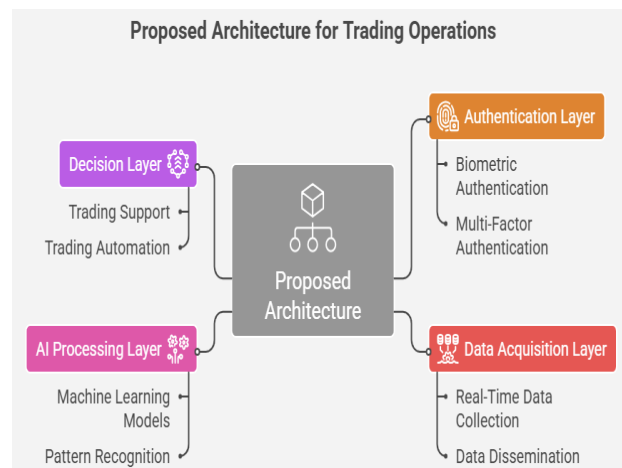 Proposed Architecture for Trading Operations
Decision Layer
Trading Support
Trading Automation
Authentication Layer
Biometric
Authentication
Multi-Factor
Authentication
Proposed
Architecture
AI Processing Layer
Machine Learning
Models
Pattern Recognition
Data Acquisition Layer
Real-Time Data
Collection
Data Dissemination